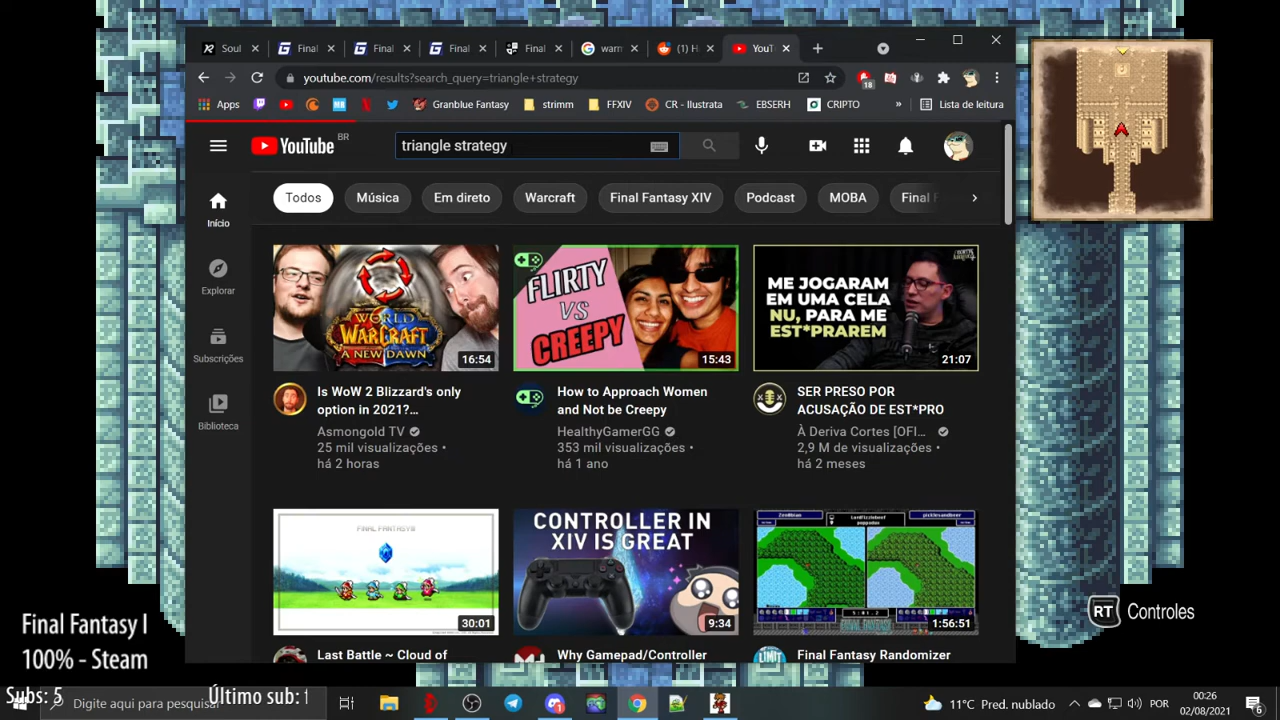 Soul
Final
Final
Final
Final
warn
(1) H
YouT
youtube.com/results?search_query=triangle+strategy
18
Apps
MB
Granblue Fantasy
strimm
FFXIV
CR - Ilustrata
EBSERH
CRIPTO
»
Lista de leitura
YouTube
BR
triangle strategy
Início
Explorar
Subscrições
Biblioteca
Todos
Música
Em direto
Warcraft
Final Fantasy XIV
Podcast
MOBA
Final F
WORLD
WARCRAFT
A NEW DAWN
16:54
FLIRTY
VS
CREEPY
15:43
ME JOGARAM
EM UMA CELA
NU, PARA ME
EST*PRAREM
21:07
Is WoW 2 Blizzard's only
option in 2021?...
Asmongold TV
25 mil visualizações •
há 2 horas
How to Approach Women
and Not be Creepy
HealthyGamerGG
353 mil visualizações •
há 1 ano
SER PRESO POR
ACUSAÇÃO DE EST*PRO
À Deriva Cortes [OFI...
2,9 M de visualizações •
há 2 meses
FINAL FANTASY
30:01
CONTROLLER IN
XIV IS GREAT
9:34
1:56:51
Last Battle ~ Cloud of
Why Gamepad/Controller
LIMIT
Final Fantasy Randomizer
RT Controles
Final Fantasy I
100% - Steam
Subs: 5
Último sub:
Digite aqui para pesquisar
11°C Pred. nublado
POR
00:26
02/08/2021
6